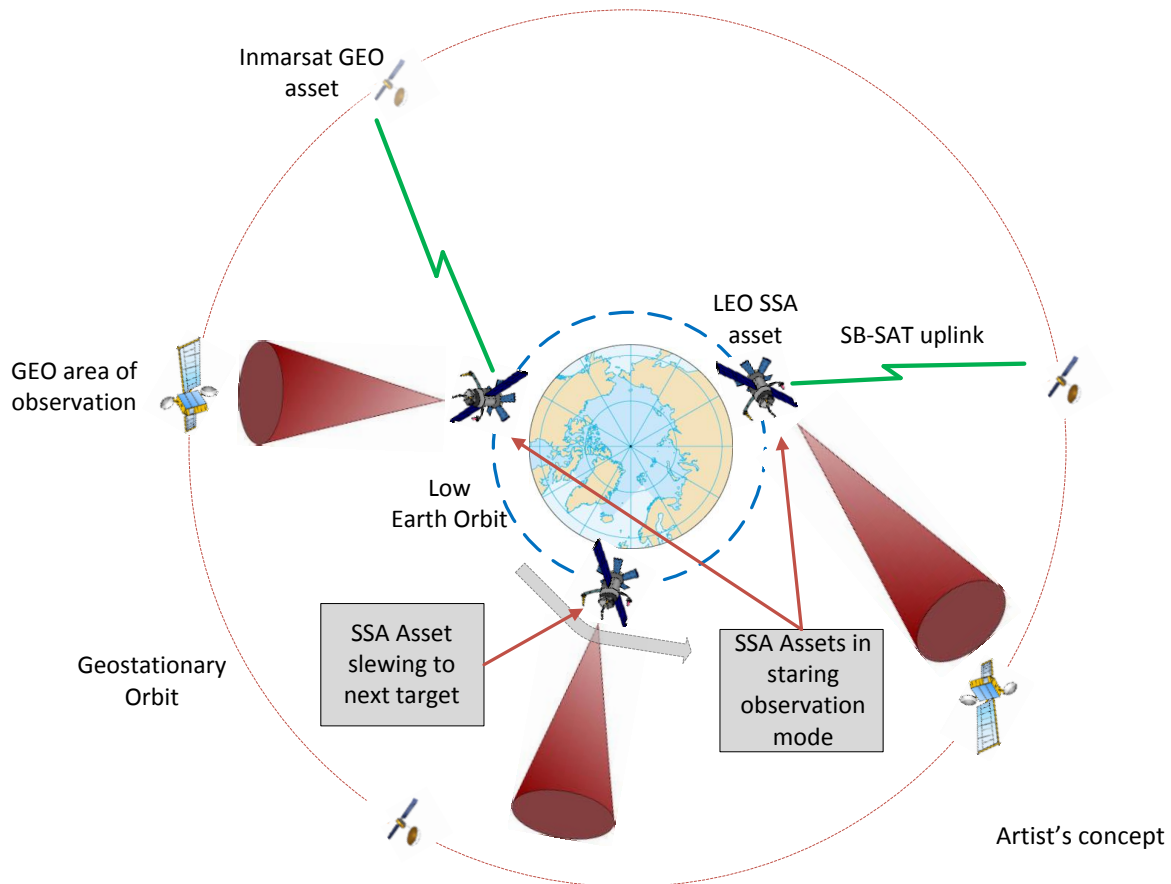 Inmarsat GEO
asset
LEO SSA
asset
SB-SAT uplink
GEO area of
observation
Low
Earth Orbit
SSA Asset
slewing to
next target
SSA Assets in
staring
observation
mode
Geostationary
Orbit
Artist’s concept